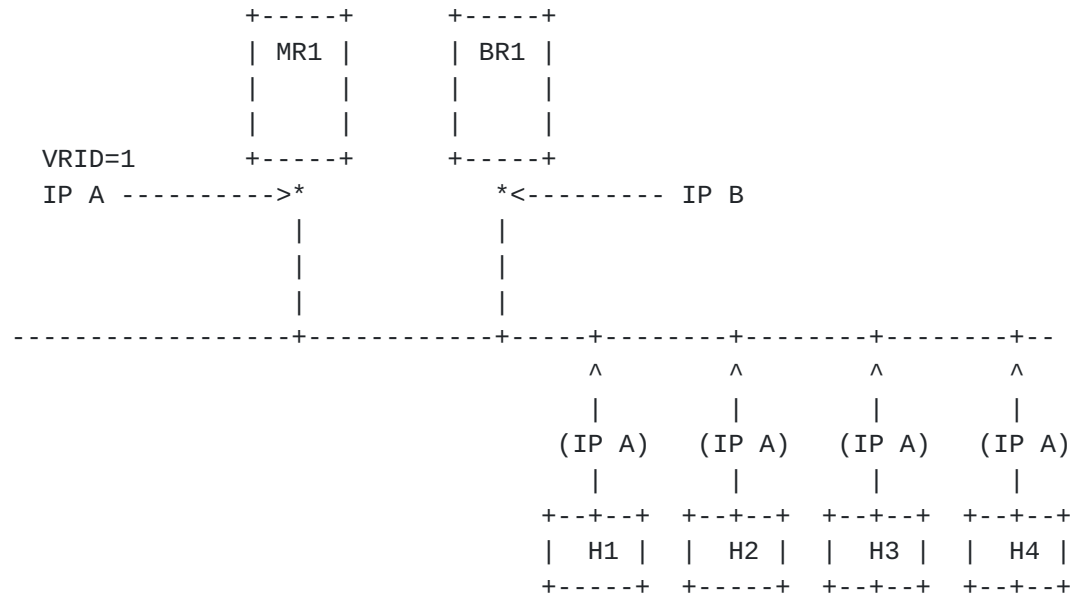 +-----+      +-----+
| MR1 |      | BR1 |
|     |      |     |
|     |      |     |
VRID=1       +-----+      +-----+
IP A ---------->*            *<--------- IP B
|            |
|            |
|            |
------------------+------------+-----+--------+--------+--------+--
^        ^        ^        ^
|        |        |        |
(IP A)   (IP A)   (IP A)   (IP A)
|        |        |        |
+--+--+  +--+--+  +--+--+  +--+--+
|  H1 |  |  H2 |  |  H3 |  |  H4 |
+-----+  +-----+  +--+--+  +--+--+